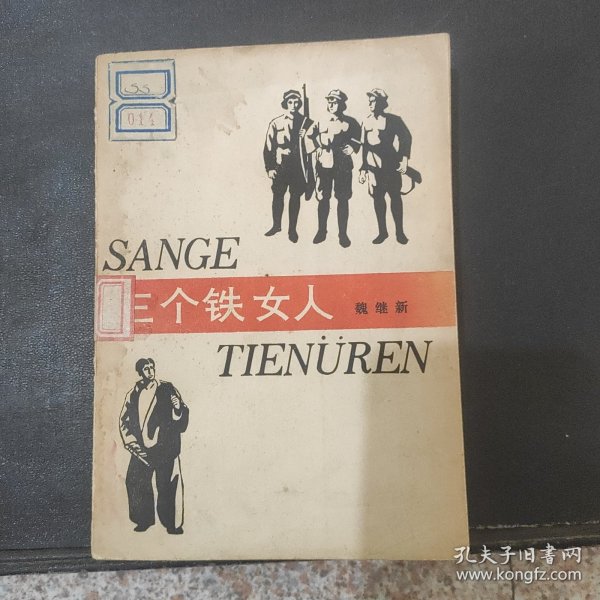 SS
014
SANGE
三个铁女人 魏继新
TIENÜREN
孔夫子旧书网
www.kongfz.com